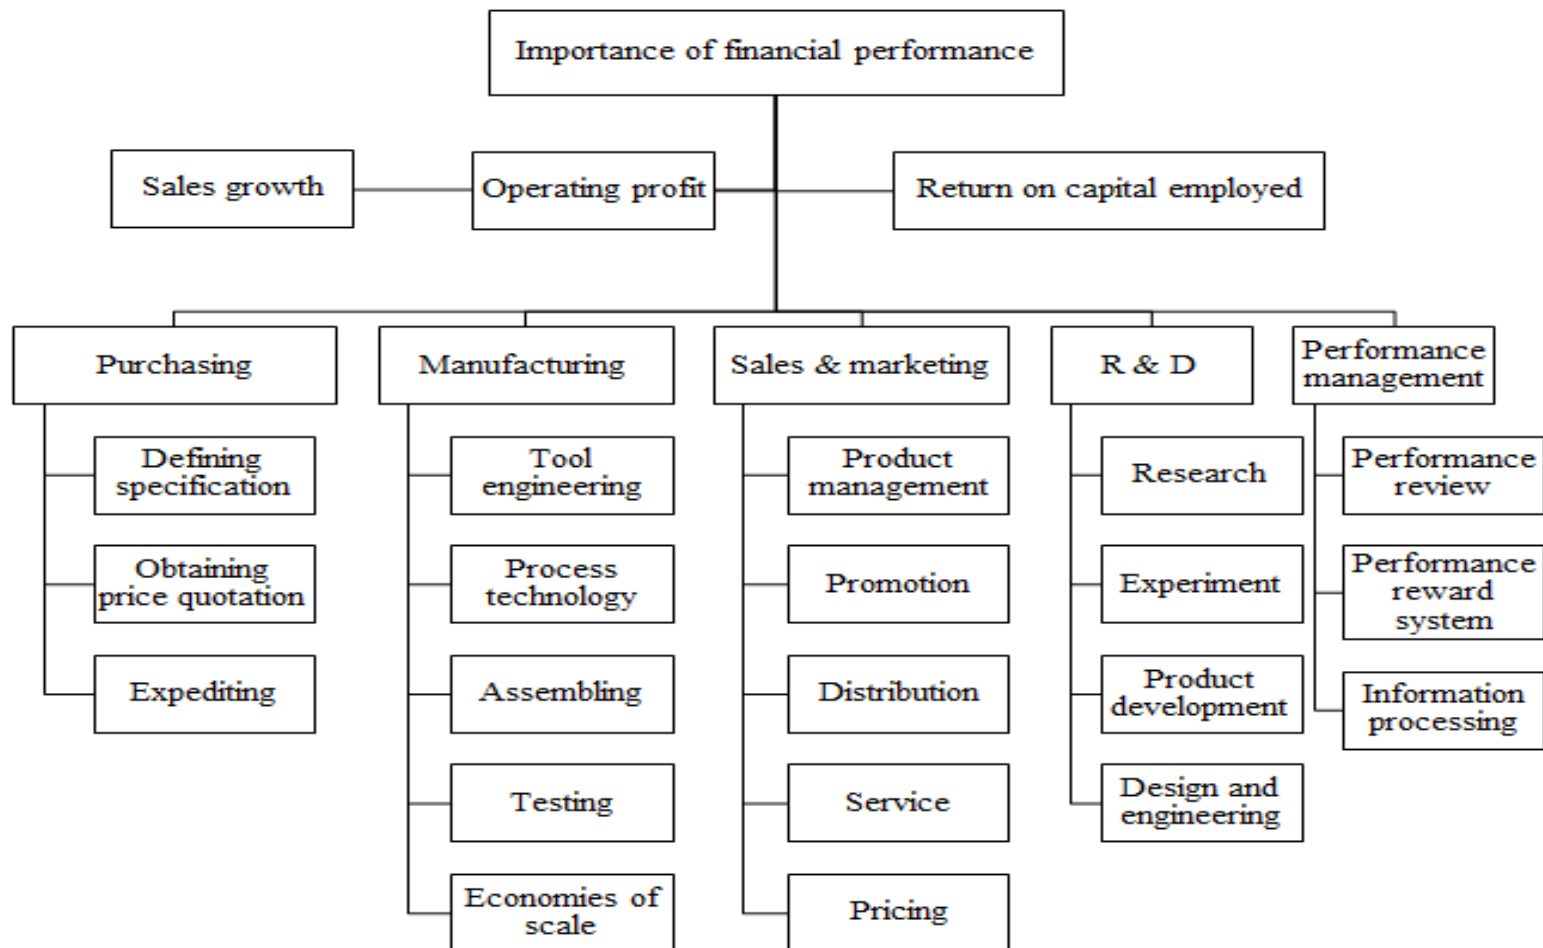 Importance of financial performance
Sales growth
Operating profit
Return on capital employed
Purchasing
Manufacturing
Sales & marketing
R & D
Performance
management
Defining
specification
Obtaining
price quotation
Expediting
Tool
engineering
Process
technology
Assembling
Testing
Economies of
scale
Product
management
Promotion
Distribution
Service
Pricing
Research
Experiment
Product
development
Design and
engineering
Performance
review
Performance
reward
system
Information
processing